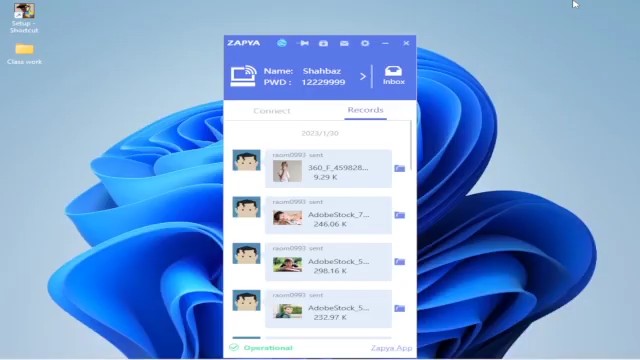 Setup -
Shortcut
Class work
ZAPYA
Name: Shahbaz
PWD : 12229999
Inbox
Connect
Records
2023/1/20
raom0993 sent
360_F_459828...
9.29 K
raom0993 sent
AdobeStock_7...
246.06 K
raom0993 sent
AdobeStock_5...
298.16 K
raom0993 sent
AdobeStock_5...
232.97 K
Operational
Zapya App